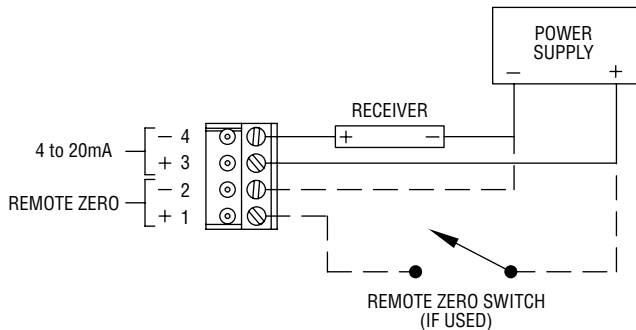 POWER
SUPPLY
− +
RECEIVER
+ −
4 to 20mA
− 4
+ 3
REMOTE ZERO
− 2
+ 1
REMOTE ZERO SWITCH
(IF USED)